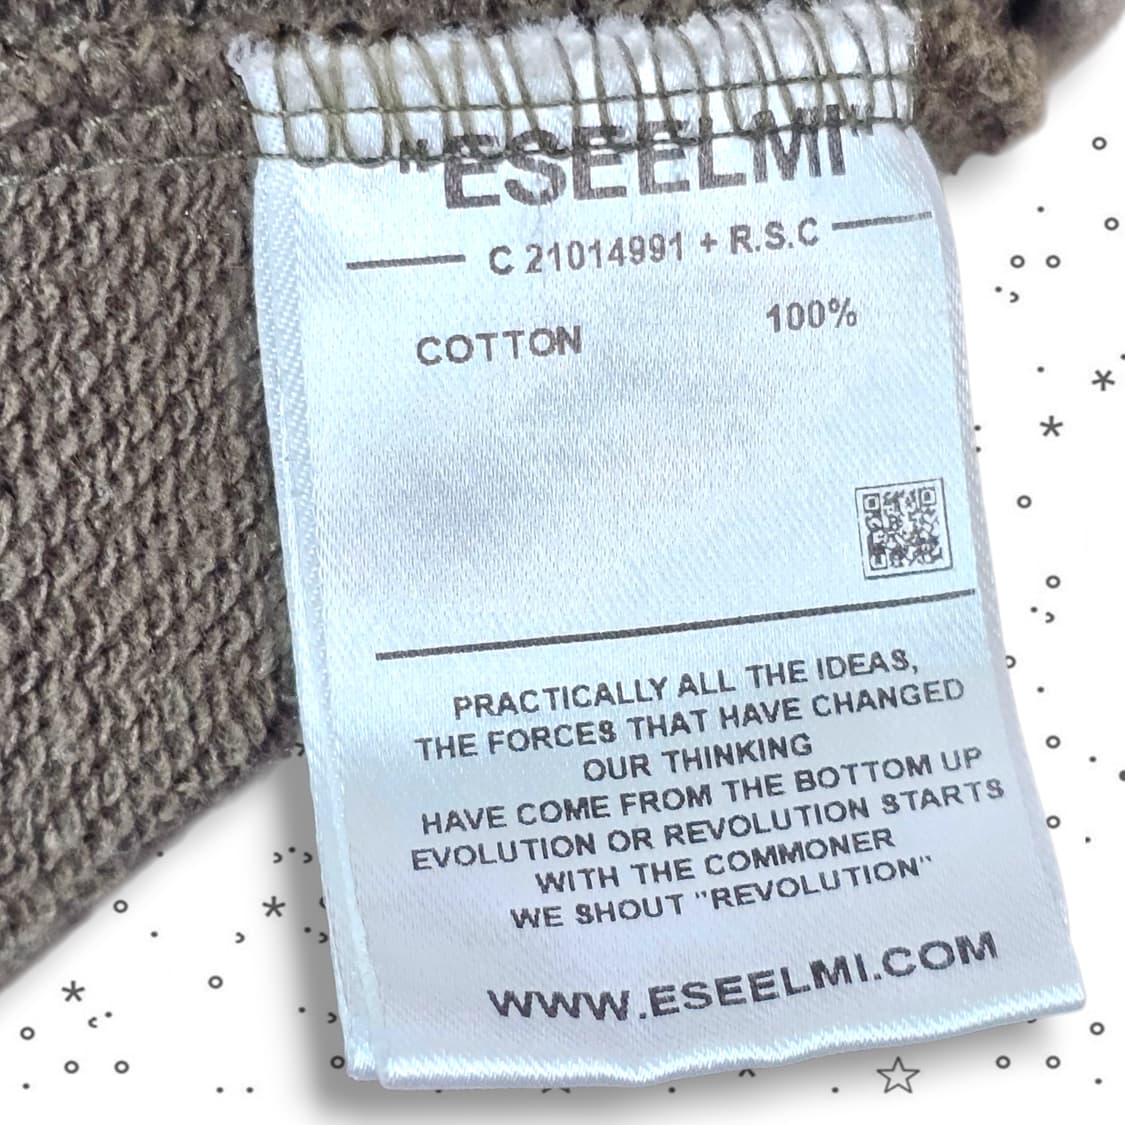 "ESEELMI"
C 21014991 + R.S.C
COTTON 100%
PRACTICALLY ALL THE IDEAS,
THE FORCES THAT HAVE CHANGED
OUR THINKING
HAVE COME FROM THE BOTTOM UP
EVOLUTION OR REVOLUTION STARTS
WITH THE COMMONER
WE SHOUT "REVOLUTION"
WWW.ESEELMI.COM